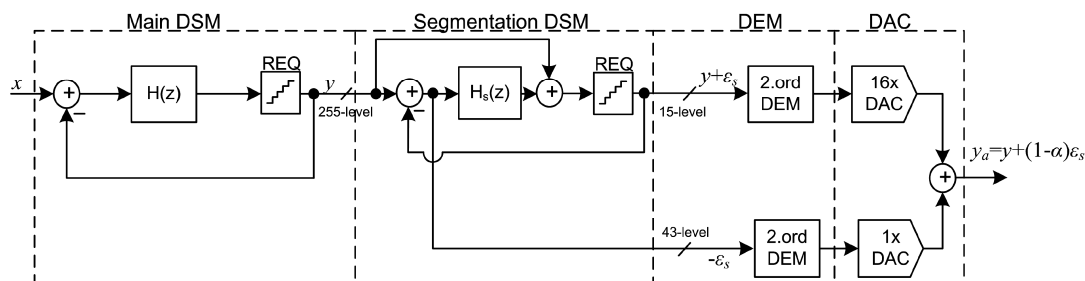 Main DSM
Segmentation DSM
DEM
DAC
x
−
H(z)
REQ
y
255-level
+
−
Hs(z)
+
REQ
y+εs
15-level
2.ord
DEM
16x
DAC
+
ya=y+(1-α)εs
43-level
-εs
2.ord
DEM
1x
DAC